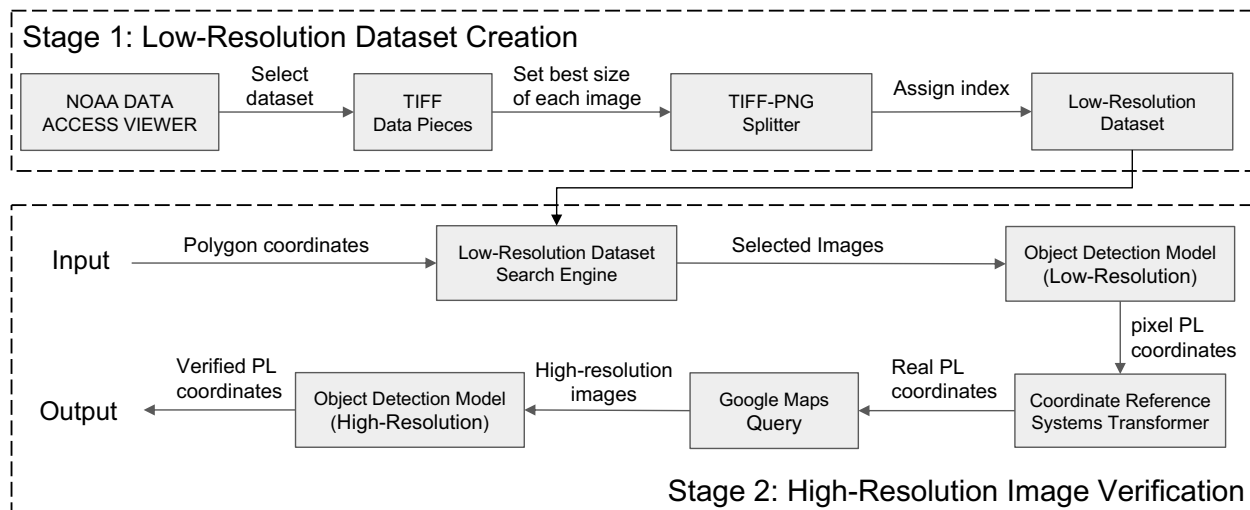 Stage 1: Low-Resolution Dataset Creation
NOAA DATA
ACCESS VIEWER
Select
dataset
TIFF
Data Pieces
Set best size
of each image
TIFF-PNG
Splitter
Assign index
Low-Resolution
Dataset
Input
Polygon coordinates
Low-Resolution Dataset
Search Engine
Selected Images
Object Detection Model
(Low-Resolution)
pixel PL
coordinates
Coordinate Reference
Systems Transformer
Real PL
coordinates
Google Maps
Query
High-resolution
images
Object Detection Model
(High-Resolution)
Verified PL
coordinates
Output
Stage 2: High-Resolution Image Verification